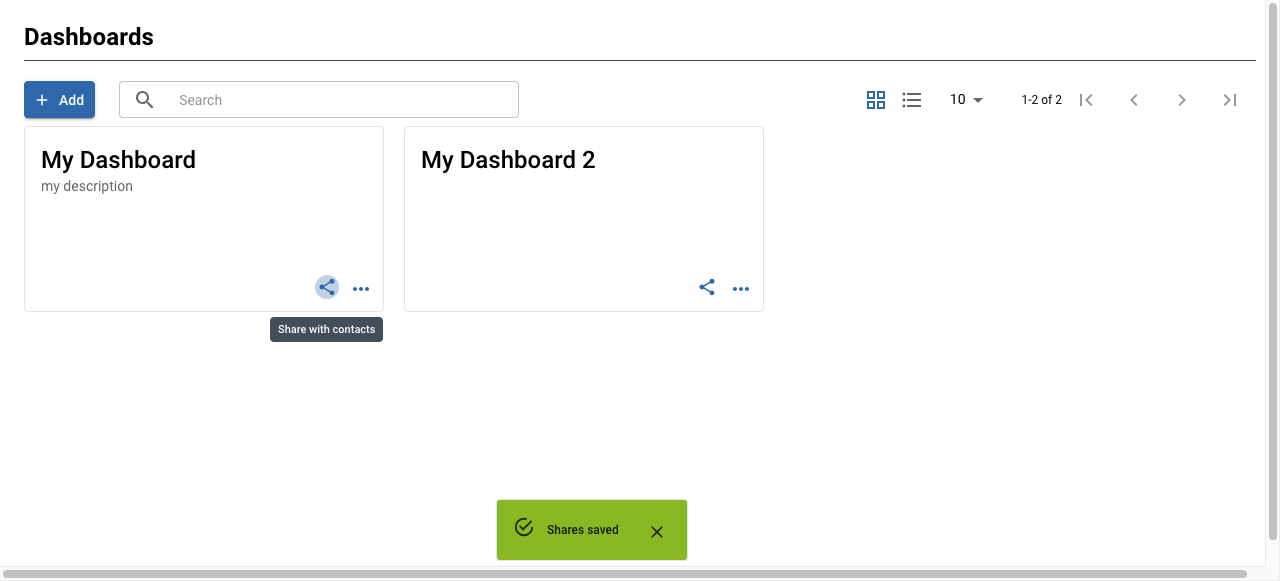 Dashboards
Add
Search
10
1-2 of 2
My Dashboard
my description
My Dashboard 2
Share with contacts
Shares saved